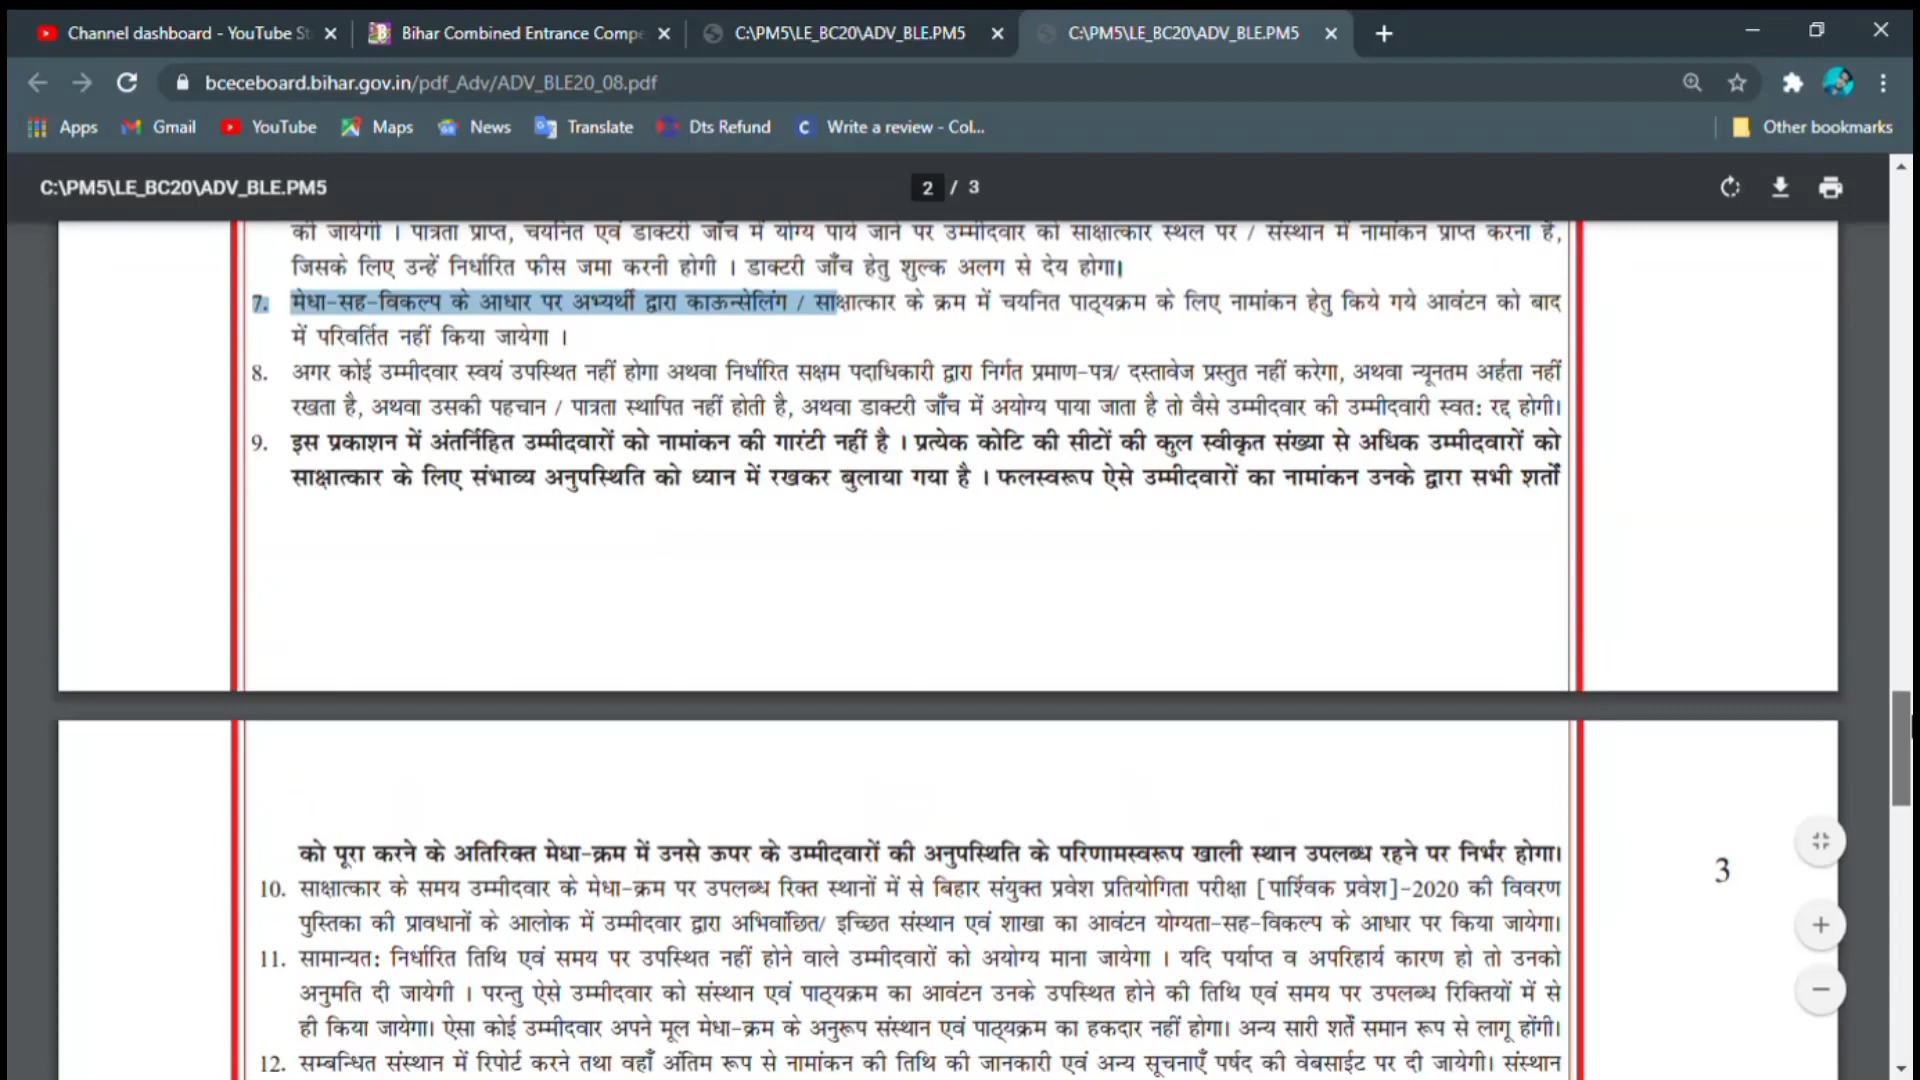 Channel dashboard - YouTube St
Bihar Combined Entrance Compe
C:\PM5\LE_BC20\ADV_BLE.PM5
C:\PM5\LE_BC20\ADV_BLE.PM5
bceceboard.bihar.gov.in/pdf_Adv/ADV_BLE20_08.pdf
Apps Gmail YouTube Maps News Translate Dts Refund Write a review - Col... Other bookmarks
C:\PM5\LE_BC20\ADV_BLE.PM5 2 / 3
की जायेगी । पात्रता प्राप्त, चयनित एवं डाक्टरी जाँच में योग्य पाये जाने पर उम्मीदवार को साक्षात्कार स्थल पर / संस्थान में नामांकन प्राप्त करना है,
जिसके लिए उन्हें निर्धारित फीस जमा करनी होगी । डाक्टरी जाँच हेतु शुल्क अलग से देय होगा।
7. मेधा-सह-विकल्प के आधार पर अभ्यर्थी द्वारा काऊन्सेलिंग / साक्षात्कार के क्रम में चयनित पाठ्यक्रम के लिए नामांकन हेतु किये गये आवंटन को बाद
में परिवर्तित नहीं किया जायेगा ।
8. अगर कोई उम्मीदवार स्वयं उपस्थित नहीं होगा अथवा निर्धारित सक्षम पदाधिकारी द्वारा निर्गत प्रमाण-पत्र/ दस्तावेज प्रस्तुत नहीं करेगा, अथवा न्यूनतम अर्हता नहीं
रखता है, अथवा उसकी पहचान / पात्रता स्थापित नहीं होती है, अथवा डाक्टरी जाँच में अयोग्य पाया जाता है तो वैसे उम्मीदवार की उम्मीदवारी स्वत: रद्द होगी।
9. इस प्रकाशन में अंतर्निहित उम्मीदवारों को नामांकन की गारंटी नहीं है । प्रत्येक कोटि की सीटों की कुल स्वीकृत संख्या से अधिक उम्मीदवारों को
साक्षात्कार के लिए संभाव्य अनुपस्थिति को ध्यान में रखकर बुलाया गया है । फलस्वरूप ऐसे उम्मीदवारों का नामांकन उनके द्वारा सभी शर्तों
3
को पूरा करने के अतिरिक्त मेधा-क्रम में उनसे ऊपर के उम्मीदवारों की अनुपस्थिति के परिणामस्वरूप खाली स्थान उपलब्ध रहने पर निर्भर होगा।
10. साक्षात्कार के समय उम्मीदवार के मेधा-क्रम पर उपलब्ध रिक्त स्थानों में से बिहार संयुक्त प्रवेश प्रतियोगिता परीक्षा [पार्श्विक प्रवेश]-2020 की विवरण
पुस्तिका की प्रावधानों के आलोक में उम्मीदवार द्वारा अभिवांछित/ इच्छित संस्थान एवं शाखा का आवंटन योग्यता-सह-विकल्प के आधार पर किया जायेगा।
11. सामान्यत: निर्धारित तिथि एवं समय पर उपस्थित नहीं होने वाले उम्मीदवारों को अयोग्य माना जायेगा । यदि पर्याप्त व अपरिहार्य कारण हो तो उनको
अनुमति दी जायेगी । परन्तु ऐसे उम्मीदवार को संस्थान एवं पाठ्यक्रम का आवंटन उनके उपस्थित होने की तिथि एवं समय पर उपलब्ध रिक्तियों में से
ही किया जायेगा। ऐसा कोई उम्मीदवार अपने मूल मेधा-क्रम के अनुरूप संस्थान एवं पाठ्यक्रम का हकदार नहीं होगा। अन्य सारी शर्तें समान रूप से लागू होंगी।
12. सम्बन्धित संस्थान में रिपोर्ट करने तथा वहाँ अंतिम रूप से नामांकन की तिथि की जानकारी एवं अन्य सूचनाएँ पर्षद की वेबसाईट पर दी जायेगी। संस्थान